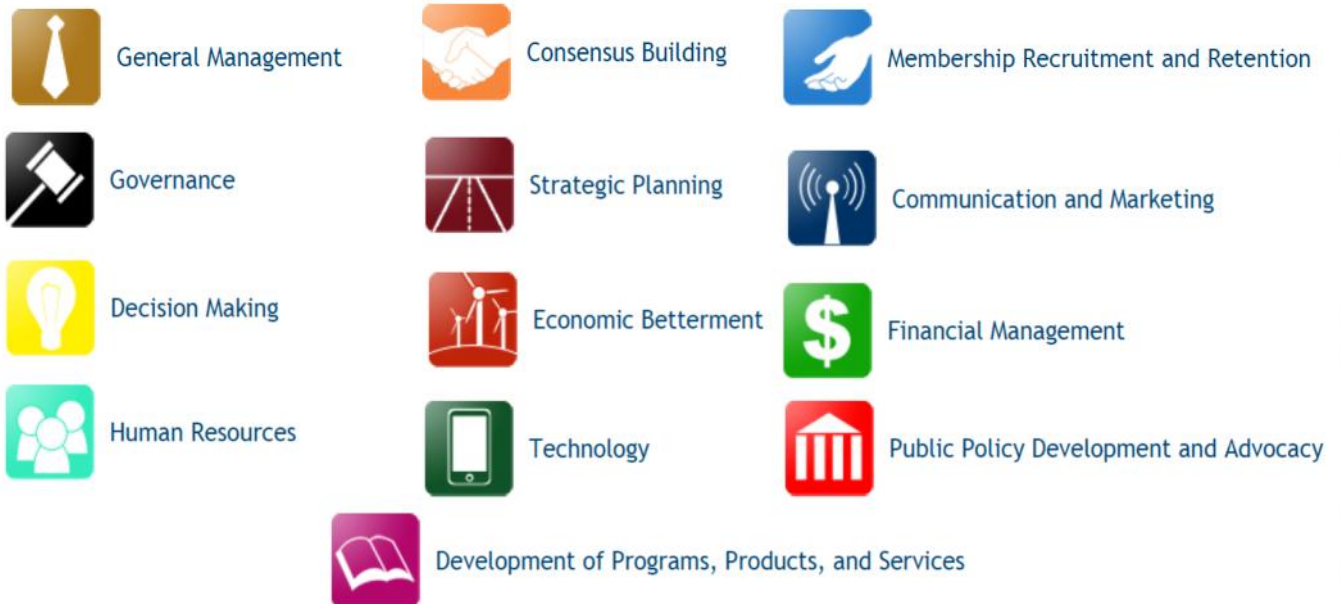 General Management
Consensus Building
Membership Recruitment and Retention
Governance
Strategic Planning
Communication and Marketing
Decision Making
Economic Betterment
$
Financial Management
Human Resources
Technology
Public Policy Development and Advocacy
Development of Programs, Products, and Services